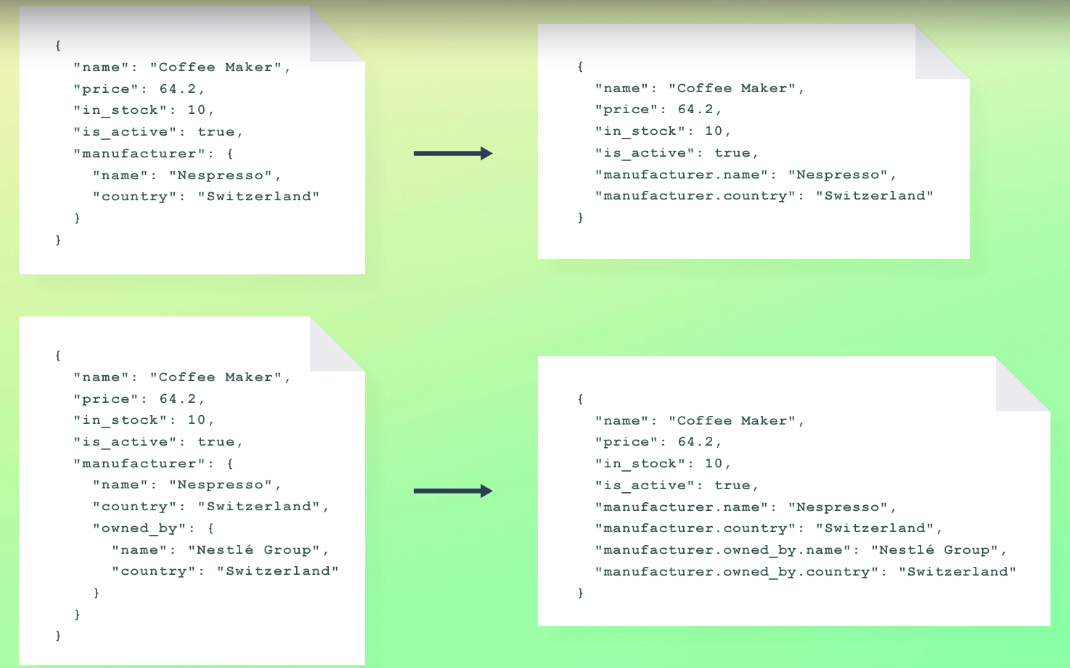 {
"name": "Coffee Maker",
"price": 64.2,
"in_stock": 10,
"is_active": true,
"manufacturer": {
"name": "Nespresso",
"country": "Switzerland"
}
}
{
"name": "Coffee Maker",
"price": 64.2,
"in_stock": 10,
"is_active": true,
"manufacturer.name": "Nespresso",
"manufacturer.country": "Switzerland"
}
{
"name": "Coffee Maker",
"price": 64.2,
"in_stock": 10,
"is_active": true,
"manufacturer": {
"name": "Nespresso",
"country": "Switzerland",
"owned_by": {
"name": "Nestlé Group",
"country": "Switzerland"
}
}
}
{
"name": "Coffee Maker",
"price": 64.2,
"in_stock": 10,
"is_active": true,
"manufacturer.name": "Nespresso",
"manufacturer.country": "Switzerland",
"manufacturer.owned_by.name": "Nestlé Group",
"manufacturer.owned_by.country": "Switzerland"
}